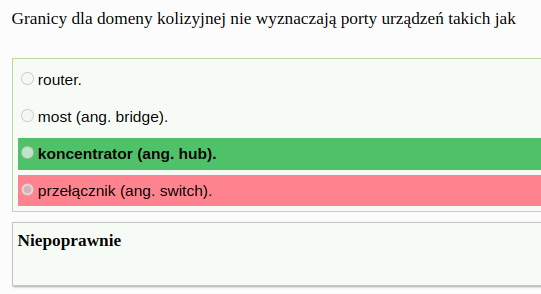 Granicy dla domeny kolizyjnej nie wyznaczają porty urządzeń takich jak
router.
most (ang. bridge).
koncentrator (ang. hub).
przełącznik (ang. switch).
Niepoprawnie